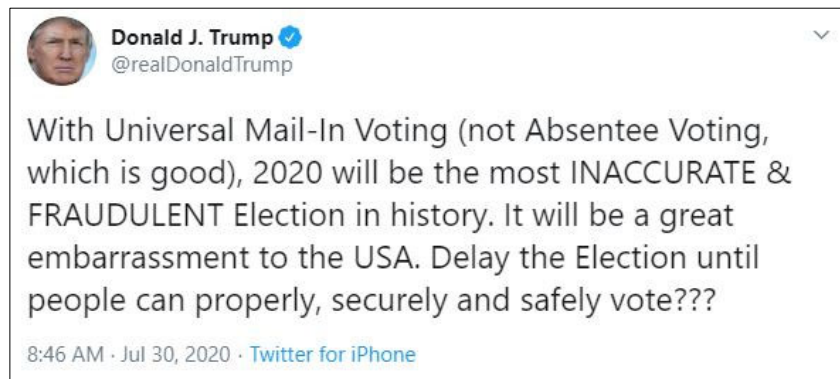 Donald J. Trump
@realDonaldTrump
With Universal Mail-In Voting (not Absentee Voting,
which is good), 2020 will be the most INACCURATE &
FRAUDULENT Election in history. It will be a great
embarrassment to the USA. Delay the Election until
people can properly, securely and safely vote???
8:46 AM · Jul 30, 2020 · Twitter for iPhone